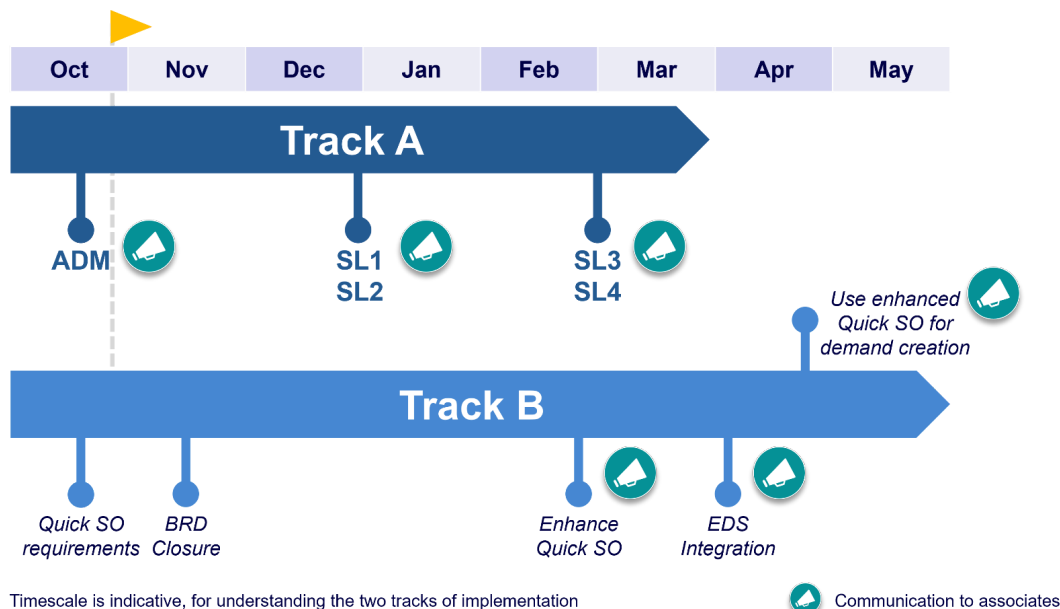 Oct Nov Dec Jan Feb Mar Apr May
Track A
ADM
SL1
SL2
SL3
SL4
Use enhanced
Quick SO for
demand creation
Track B
Quick SO
requirements
BRD
Closure
Enhance
Quick SO
EDS
Integration
Timescale is indicative, for understanding the two tracks of implementation
Communication to associates